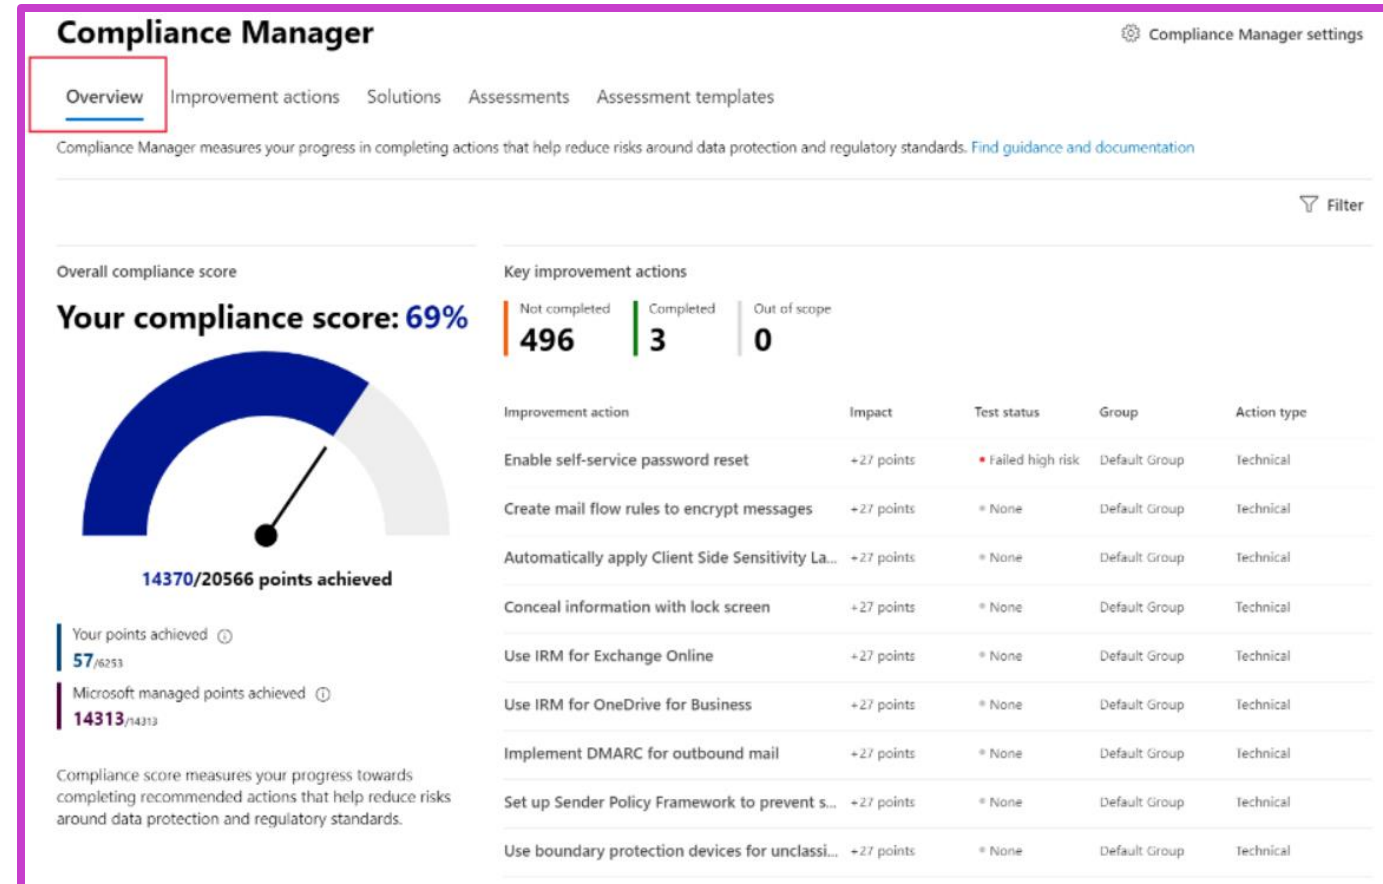 Compliance Manager
Compliance Manager settings
Overview Improvement actions Solutions Assessments Assessment templates
Compliance Manager measures your progress in completing actions that help reduce risks around data protection and regulatory standards. Find guidance and documentation
Filter
Overall compliance score
Your compliance score: 69%
14370/20566 points achieved
Your points achieved
57/6253
Microsoft managed points achieved
14313/14313
Compliance score measures your progress towards
completing recommended actions that help reduce risks
around data protection and regulatory standards.
Key improvement actions
Not completed Completed Out of scope
496 3 0
Improvement action Impact Test status Group Action type
Enable self-service password reset +27 points Failed high risk Default Group Technical
Create mail flow rules to encrypt messages +27 points None Default Group Technical
Automatically apply Client Side Sensitivity La... +27 points None Default Group Technical
Conceal information with lock screen +27 points None Default Group Technical
Use IRM for Exchange Online +27 points None Default Group Technical
Use IRM for OneDrive for Business +27 points None Default Group Technical
Implement DMARC for outbound mail +27 points None Default Group Technical
Set up Sender Policy Framework to prevent s... +27 points None Default Group Technical
Use boundary protection devices for unclassi... +27 points None Default Group Technical